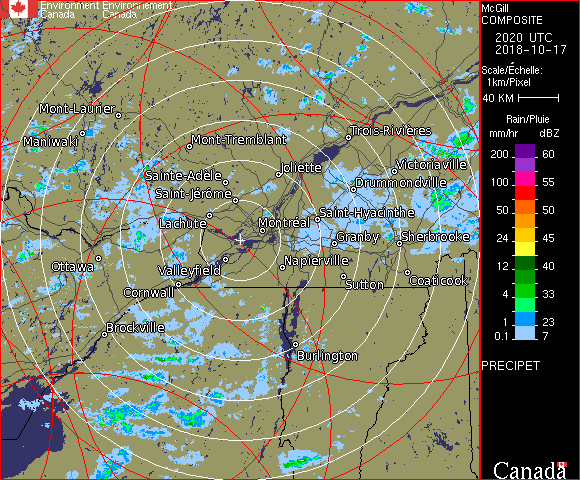 Environment Environnement
Canada Canada
McGill
COMPOSITE
2020 UTC
2018-10-17
Scale/Échelle:
1km/Pixel
40 KM
Rain/Pluie
mm/hr dBZ
200 60
100 55
50 50
24 45
12 40
4 33
1 23
0.1 7
PRECIPET
Canada
Mont-Laurier
Maniwaki
Mont-Tremblant
Trois-Rivières
Sainte-Adèle
Joliette
Victoriaville
Saint-Jérôme
Drummondville
Lachute
Montréal
Saint-Hyacinthe
Granby
Sherbrooke
Ottawa
Valleyfield
Napierville
Cornwall
Sutton
Coaticook
Brockville
Burlington